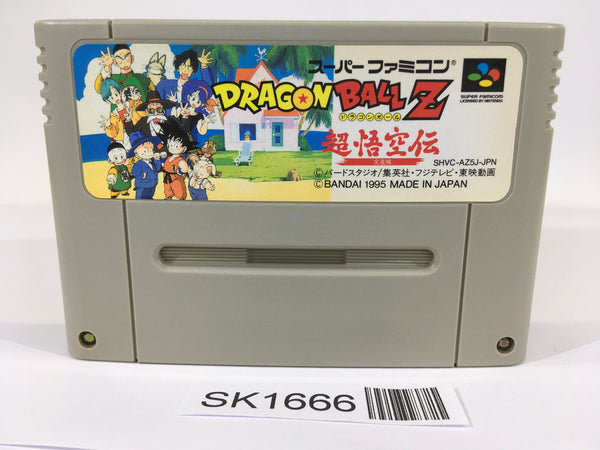 スーパーファミコン®
DRAGON BALL Z
ドラゴンボール
SUPER FAMICOM
LICENSED BY NINTENDO
超悟空伝
突激編
SHVC-AZ5J-JPN
©バードスタジオ/集英社・フジテレビ・東映動画
©BANDAI 1995 MADE IN JAPAN
SK1666